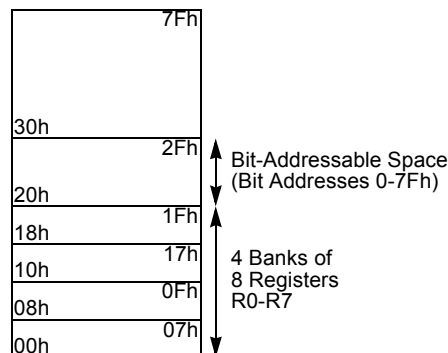 7Fh
30h
2Fh
Bit-Addressable Space
(Bit Addresses 0-7Fh)
20h
1Fh
18h
17h
10h
4 Banks of
8 Registers
R0-R7
0Fh
08h
07h
00h